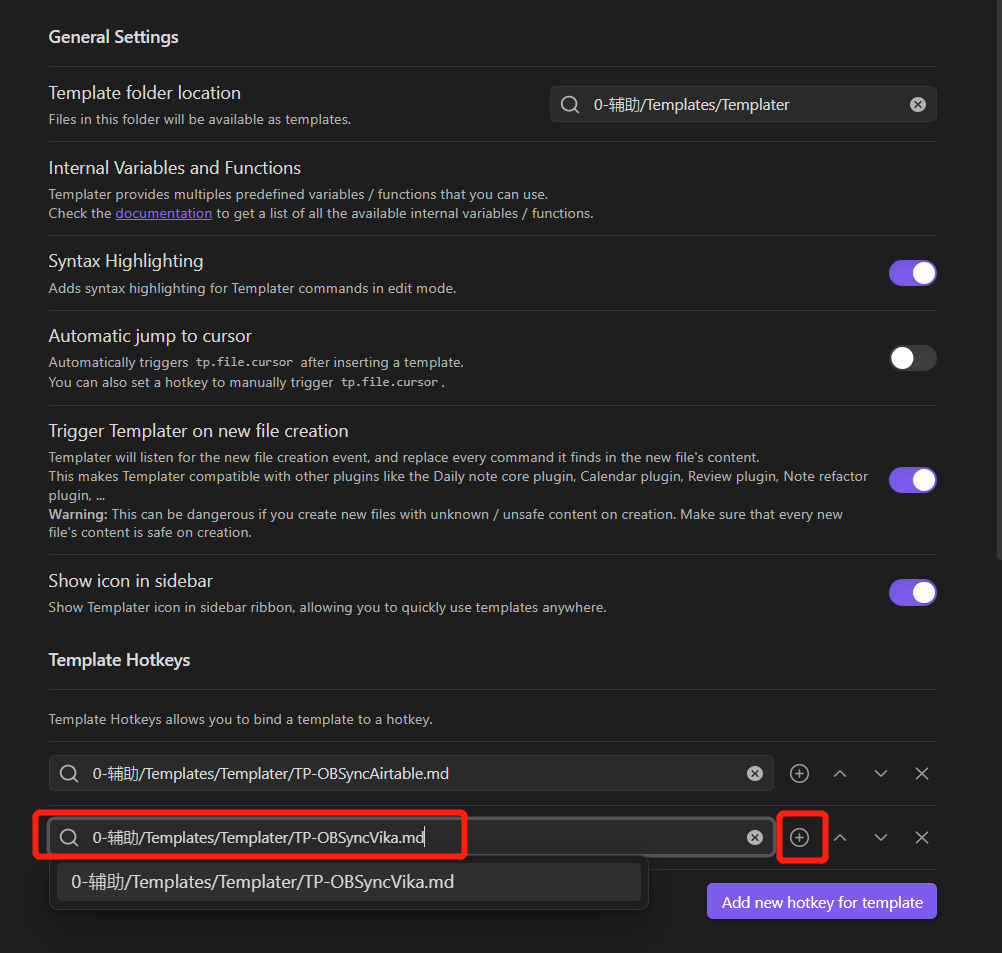 General Settings
Template folder location
Files in this folder will be available as templates.
0-辅助/Templates/Templater
Internal Variables and Functions
Templater provides multiples predefined variables / functions that you can use.
Check the documentation to get a list of all the available internal variables / functions.
Syntax Highlighting
Adds syntax highlighting for Templater commands in edit mode.
Automatic jump to cursor
Automatically triggers tp.file.cursor after inserting a template.
You can also set a hotkey to manually trigger tp.file.cursor.
Trigger Templater on new file creation
Templater will listen for the new file creation event, and replace every command it finds in the new file's content.
This makes Templater compatible with other plugins like the Daily note core plugin, Calendar plugin, Review plugin, Note refactor
plugin, ...
Warning: This can be dangerous if you create new files with unknown / unsafe content on creation. Make sure that every new
file's content is safe on creation.
Show icon in sidebar
Show Templater icon in sidebar ribbon, allowing you to quickly use templates anywhere.
Template Hotkeys
Template Hotkeys allows you to bind a template to a hotkey.
0-辅助/Templates/Templater/TP-OBSyncAirtable.md
0-辅助/Templates/Templater/TP-OBSyncVika.md
0-辅助/Templates/Templater/TP-OBSyncVika.md
Add new hotkey for template